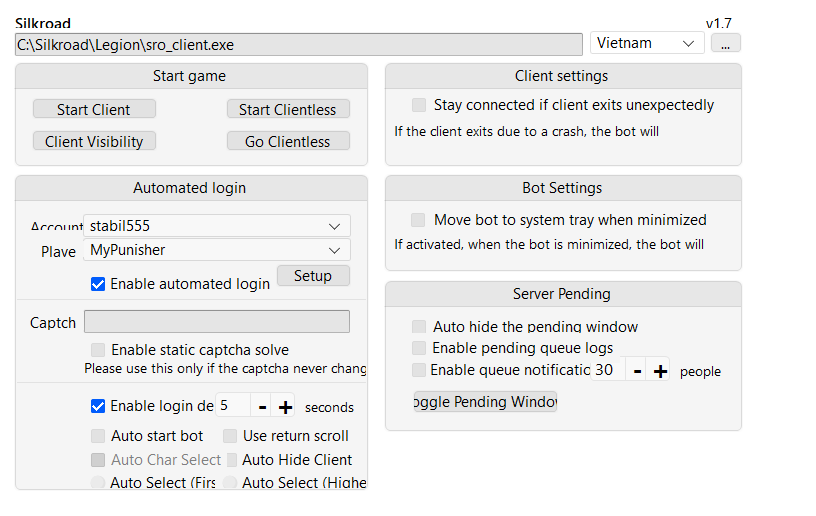 Silkroad v1.7
C:\Silkroad\Legion\sro_client.exe Vietnam ...
Start game
Start Client Start Clientless
Client Visibility Go Clientless
Automated login
Account stabil555
Plave MyPunisher
Enable automated login Setup
Captch
Enable static captcha solve
Please use this only if the captcha never chang
Enable login de 5 - + seconds
Auto start bot Use return scroll
Auto Char Select Auto Hide Client
Auto Select (Firs Auto Select (Highe
Client settings
Stay connected if client exits unexpectedly
If the client exits due to a crash, the bot will
Bot Settings
Move bot to system tray when minimized
If activated, when the bot is minimized, the bot will
Server Pending
Auto hide the pending window
Enable pending queue logs
Enable queue notificatic 30 - + people
oggle Pending Windov